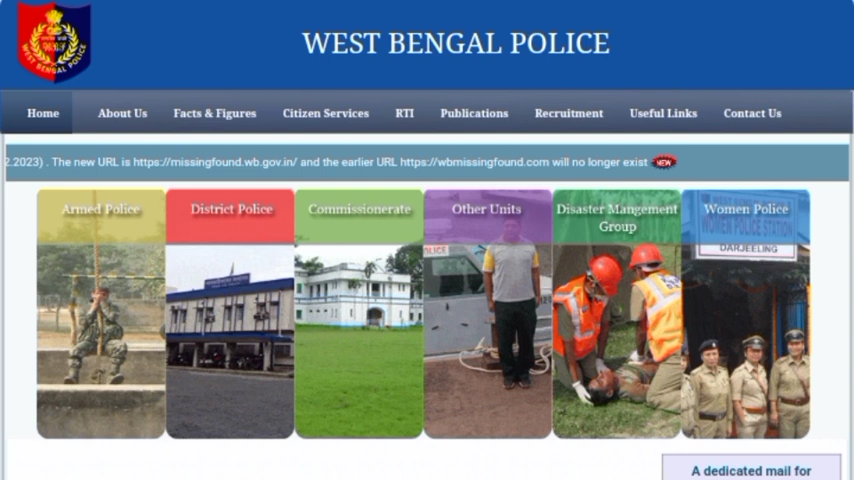 WEST BENGAL POLICE
WEST BENGAL POLICE
Home About Us Facts & Figures Citizen Services RTI Publications Recruitment Useful Links Contact Us
2.2023) . The new URL is https://missingfound.wb.gov.in/ and the earlier URL https://wbmissingfound.com will no longer exist NEW
Armed Police District Police Commissionerate Other Units Disaster Mangement Group Women Police
WOMEN POLICE STATION
DARJEELING
OLICE
A dedicated mail for